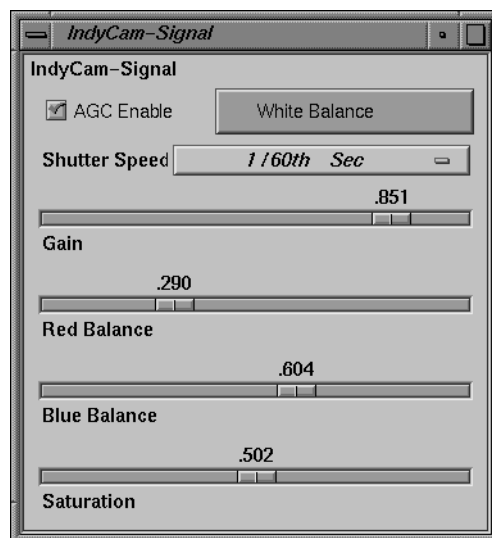 IndyCam-Signal
IndyCam-Signal
AGC Enable
White Balance
Shutter Speed
1/60th Sec
.851
Gain
.290
Red Balance
.604
Blue Balance
.502
Saturation